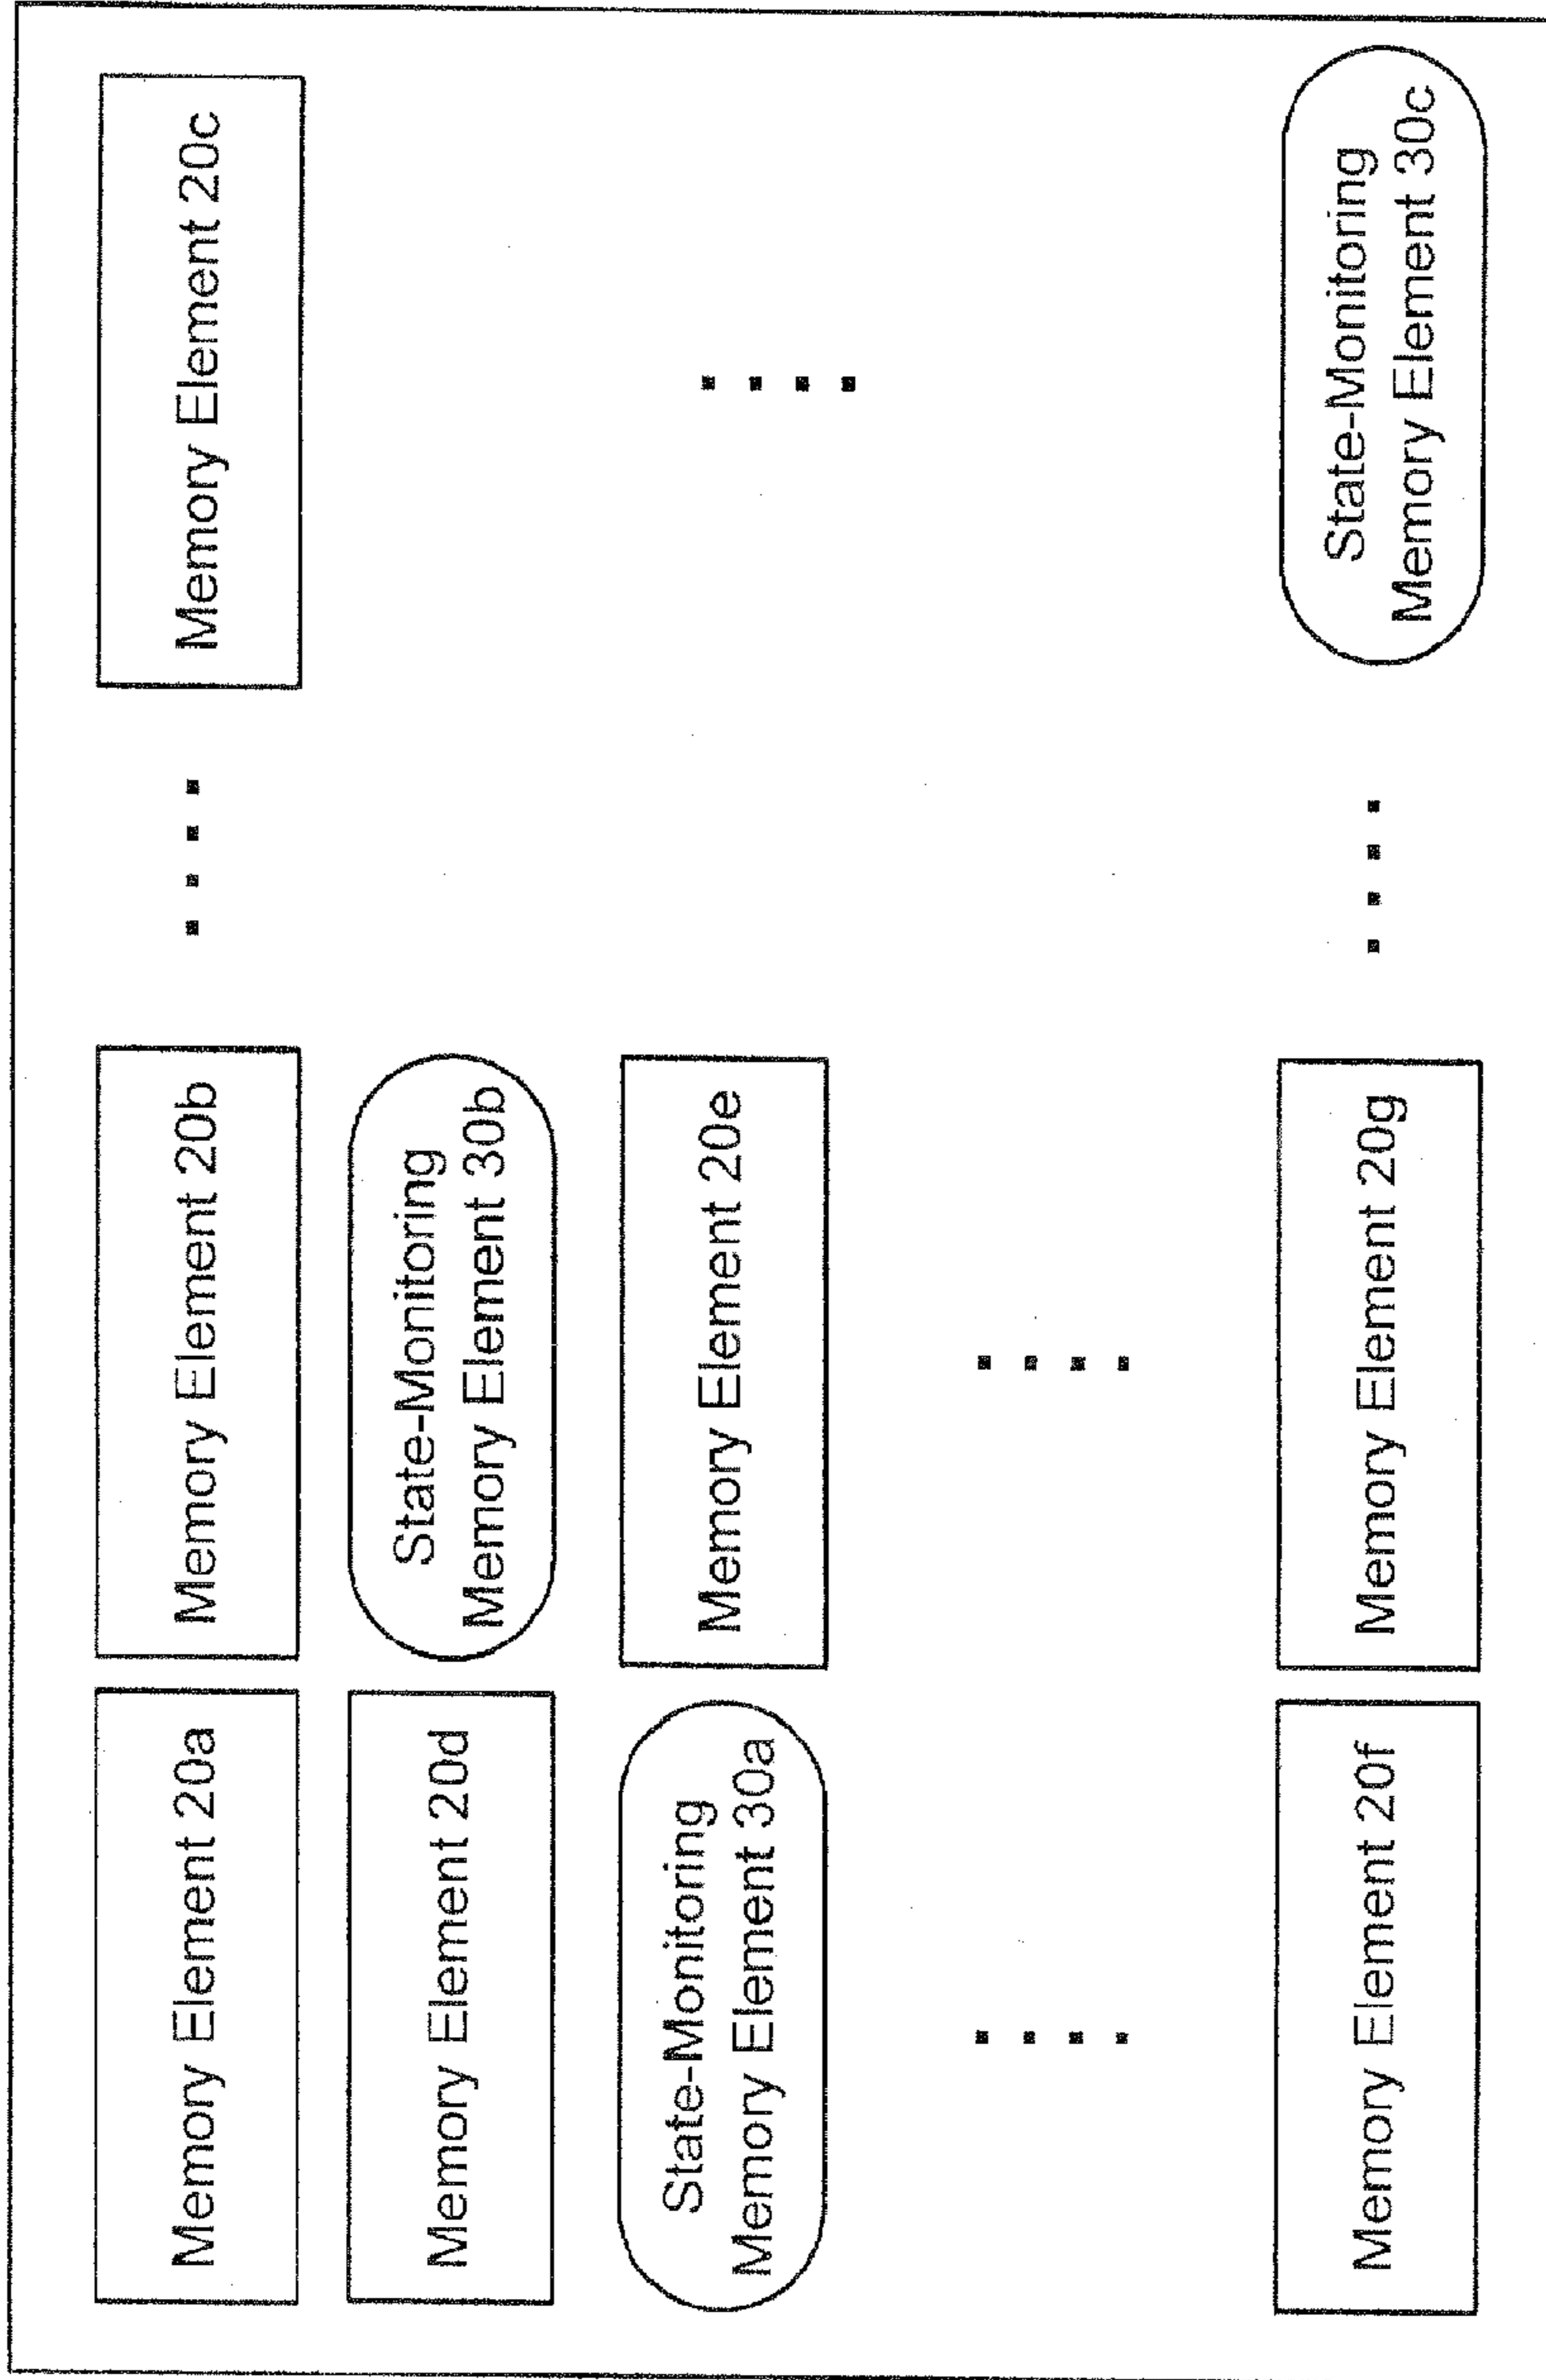 Memory Element 20a
Memory Element 20b
Memory Element 20c
Memory Element 20d
State-Monitoring
Memory Element 30b
State-Monitoring
Memory Element 30a
Memory Element 20e
Memory Element 20f
Memory Element 20g
State-Monitoring
Memory Element 30c